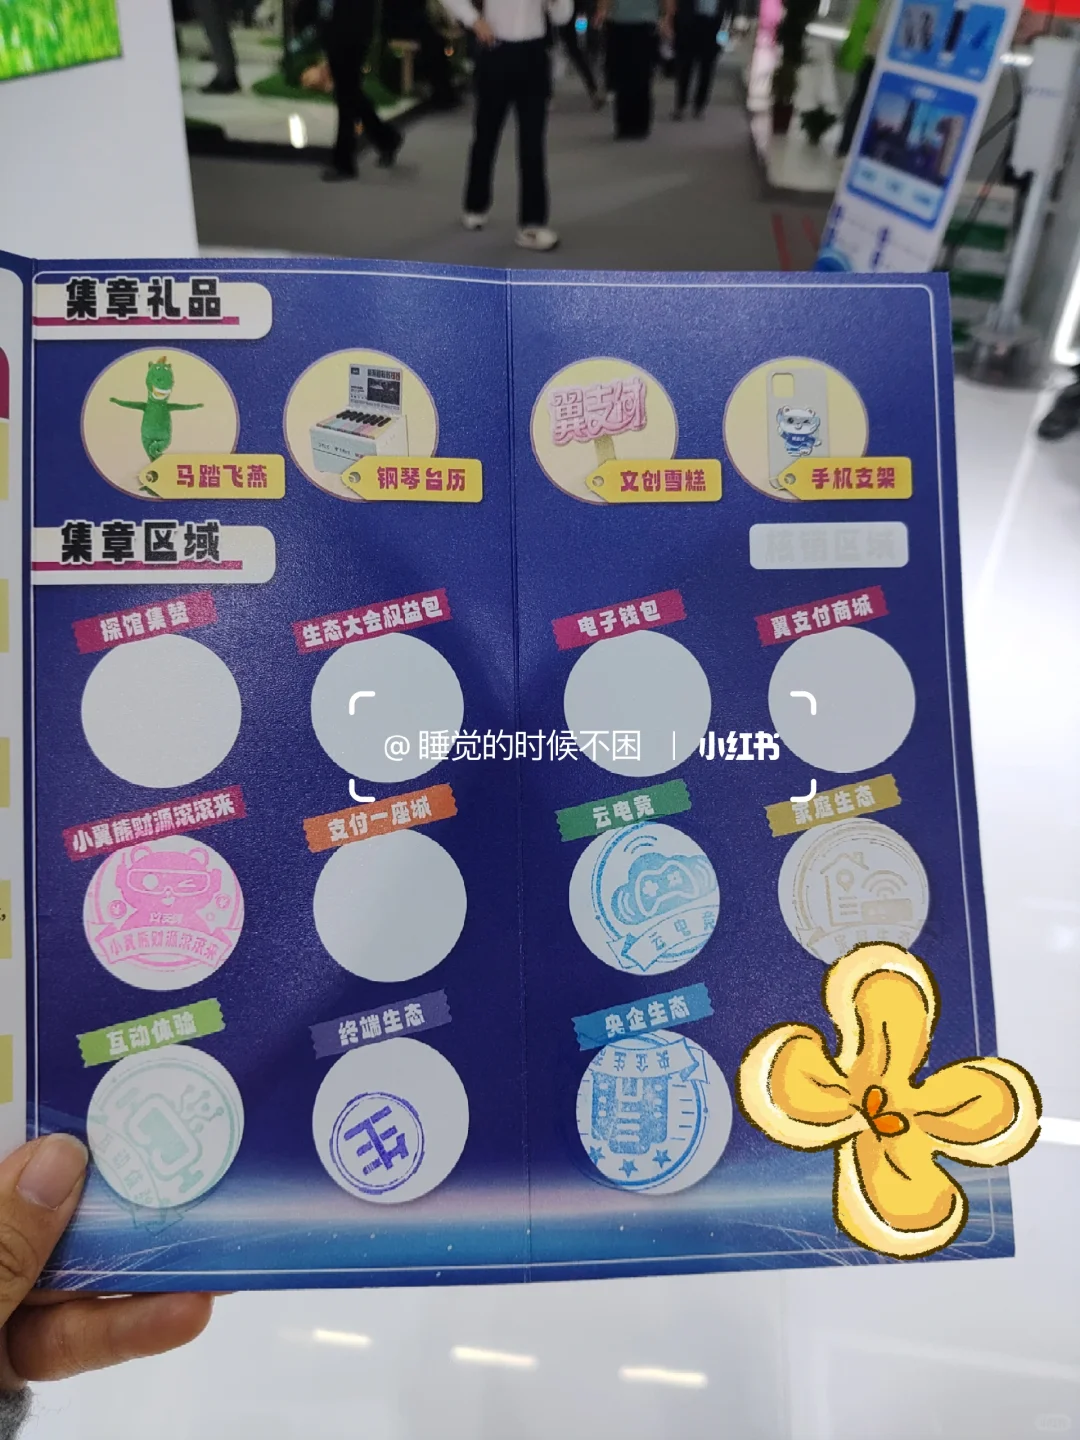 集章礼品
翼支付
马踏飞燕
钢琴台历
文创雪糕
手机支架
集章区域
探馆集赞
生态大会权益包
电子钱包
翼支付商城
@睡觉的时候不困 | 小红书
小翼熊财源滚滚来
支付一座城
云电竞
家庭生态
小翼熊财源滚滚来
云电竞
互动体验
终端生态
央企生态
央企生态